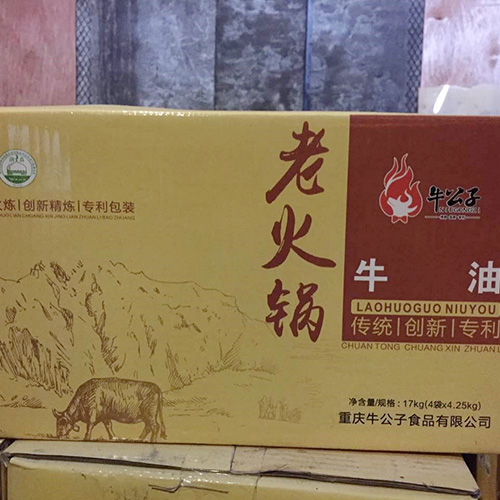 炼|创新精炼|专利包装
老火锅
牛公子
牛 油
LAOHUOGUO NIUYOU
传统|创新|专利
CHUAN TONG CHUANG XIN ZHUAN L
净含量/规格:17kg(4袋x4.25kg)
重庆牛公子食品有限公司